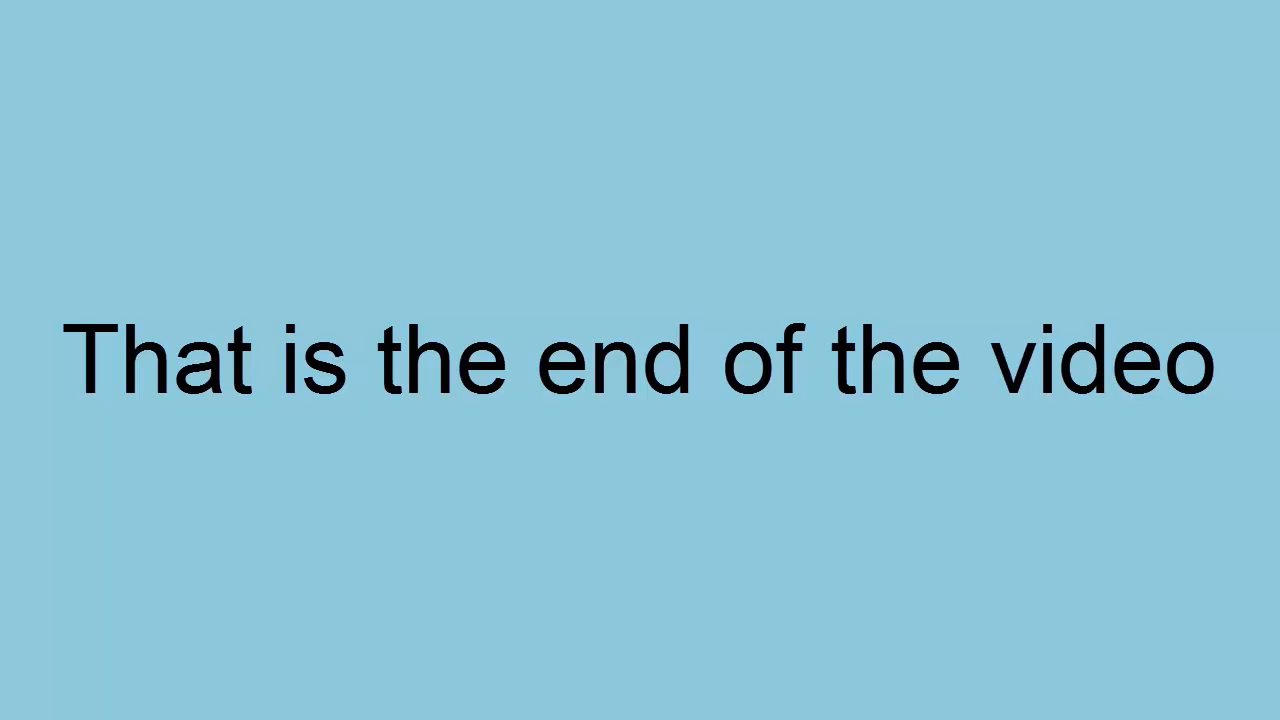 That is the end of the video